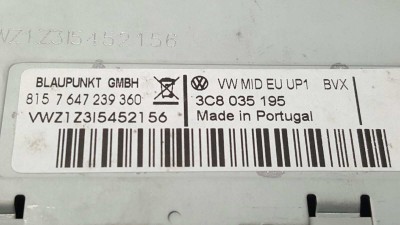 VWZ1Z3I5452156
BLAUPUNKT GMBH
815 7 647 239 360
VWZ1Z3I5452156
VW MID EU UP1 BVX
3C8 035 195
Made in Portugal